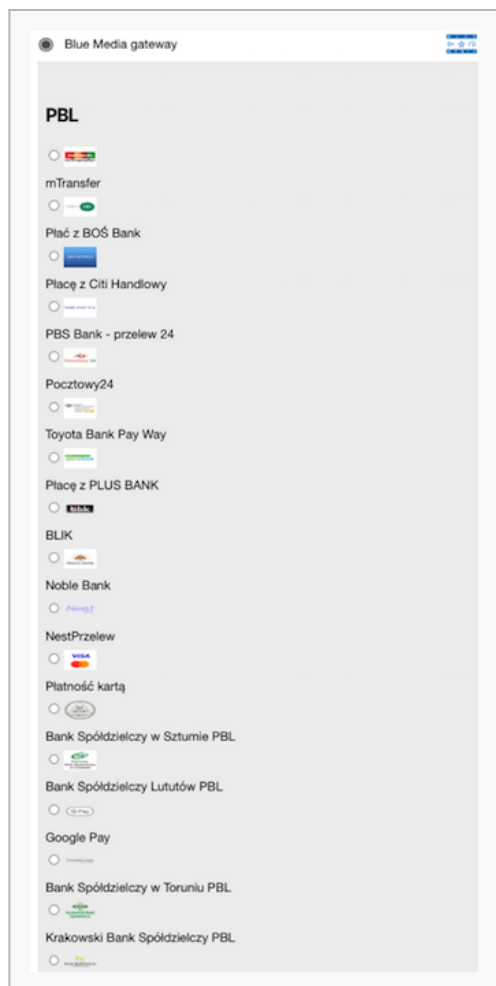 Blue Media gateway
PBL
mTransfer
Płać z BOŚ Bank
Płacę z Citi Handlowy
PBS Bank - przelew 24
Pocztowy24
Toyota Bank Pay Way
Płacę z PLUS BANK
BLIK
Noble Bank
NestPrzelew
VISA
Płatność kartą
Bank Spółdzielczy w Sztumie PBL
Bank Spółdzielczy Lututów PBL
G Pay
Google Pay
Bank Spółdzielczy w Toruniu PBL
Krakowski Bank Spółdzielczy PBL